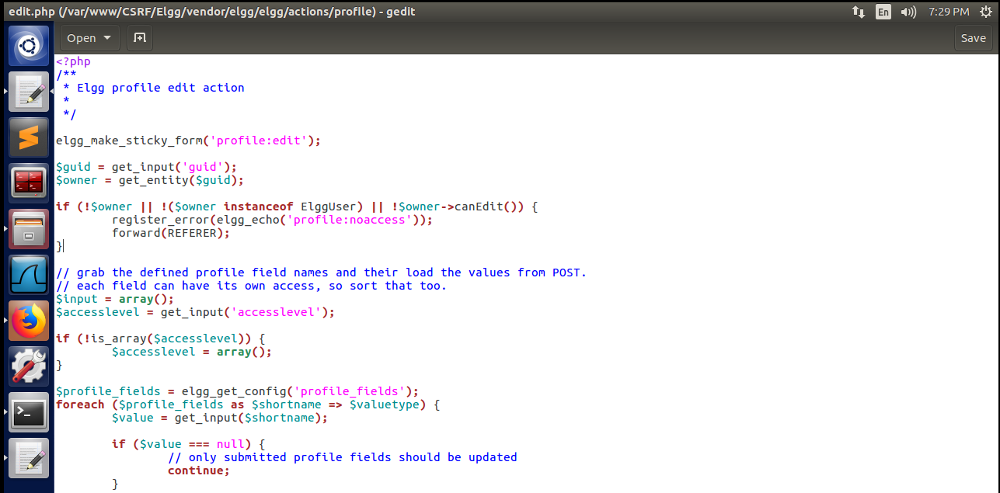 edit.php (/var/www/CSRF/Elgg/vendor/elgg/elgg/actions/profile) - gedit
En
7:29 PM
Open
Save
<?php
/**
 * Elgg profile edit action
 *
 */
elgg_make_sticky_form('profile:edit');
$guid = get_input('guid');
$owner = get_entity($guid);
if (!$owner || !($owner instanceof ElggUser) || !$owner->canEdit()) {
        register_error(elgg_echo('profile:noaccess'));
        forward(REFERER);
}
// grab the defined profile field names and their load the values from POST.
// each field can have its own access, so sort that too.
$input = array();
$accesslevel = get_input('accesslevel');
if (!is_array($accesslevel)) {
        $accesslevel = array();
}
$profile_fields = elgg_get_config('profile_fields');
foreach ($profile_fields as $shortname => $valuetype) {
        $value = get_input($shortname);
        if ($value === null) {
                // only submitted profile fields should be updated
                continue;
        }